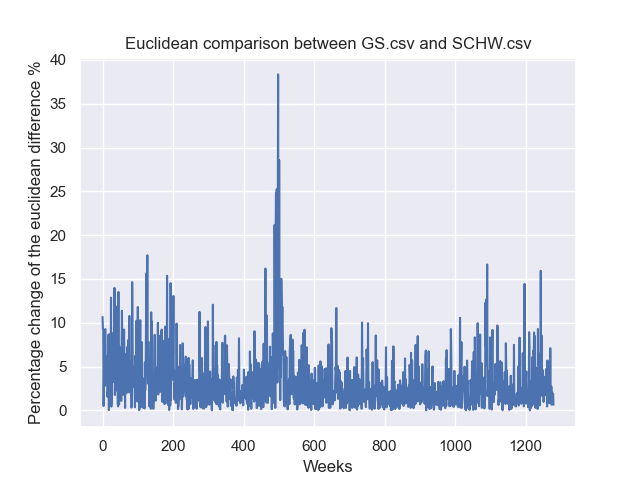 Euclidean comparison between GS.csv and SCHW.csv
Percentage change of the euclidean difference %
40
35
30
25
20
15
10
5
0
0 200 400 600 800 1000 1200
Weeks